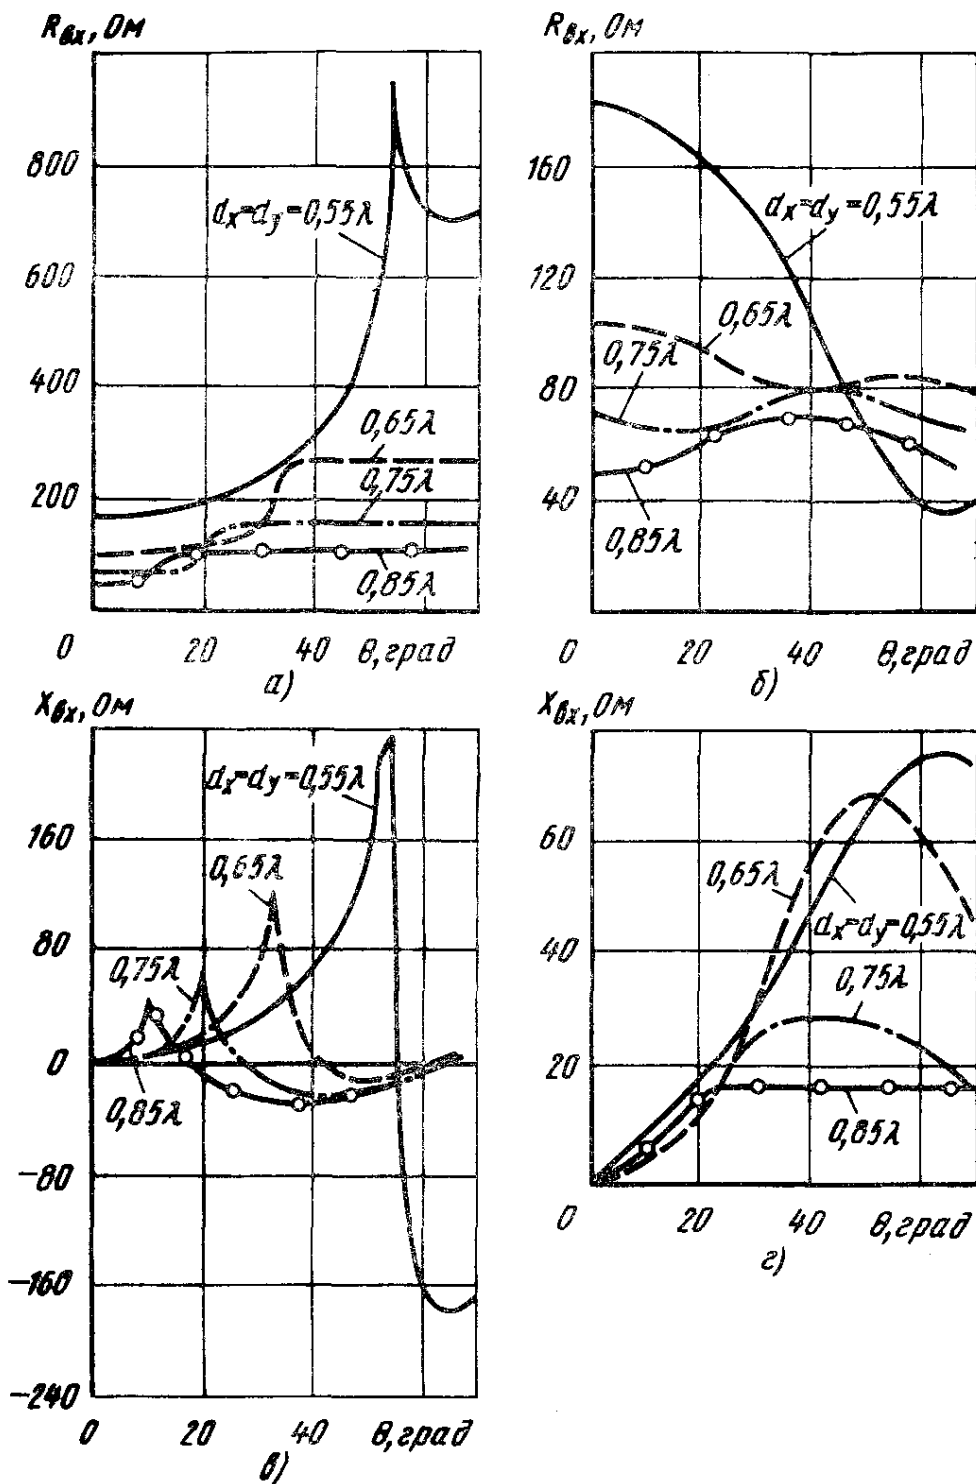 Rвх, Ом
800
dx=dy=0,55λ
600
400
0,65λ
0,75λ
200
0,85λ
0 20 40 θ, град
а)
Rвх, Ом
160
dx=dy=0,55λ
120
0,65λ
0,75λ
80
40
0,85λ
0 20 40 θ, град
б)
Xвх, Ом
dx=dy=0,55λ
160
0,65λ
80
0,75λ
0
0,85λ
-80
-160
-240
0 20 40 θ, град
в)
Xвх, Ом
60
0,65λ
dx=dy=0,55λ
40
0,75λ
20
0,85λ
0 20 40 θ, град
г)